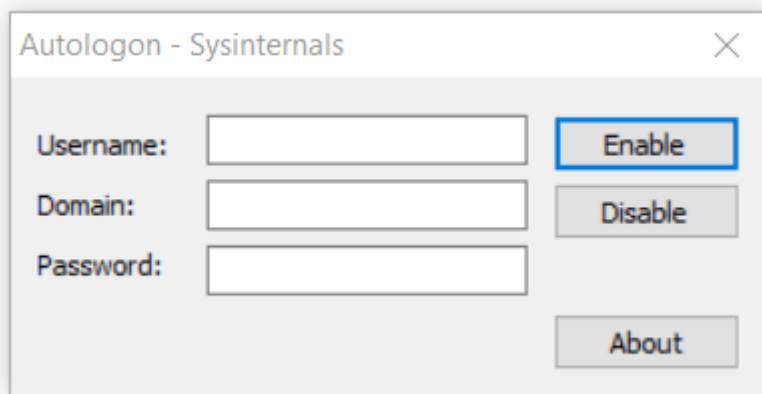 Autologon - Sysinternals
Username:
Enable
Domain:
Disable
Password:
About